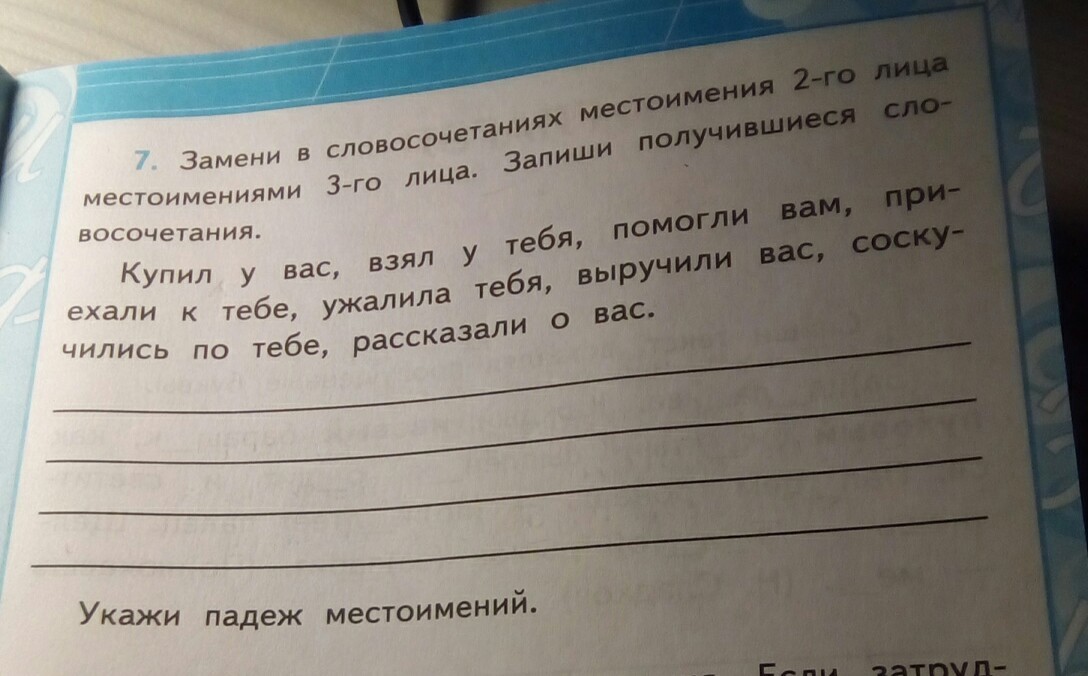 7. Замени в словосочетаниях местоимения 2-го лица
местоимениями 3-го лица. Запиши получившиеся сло-
восочетания.
Купил у вас, взял у тебя, помогли вам, при-
ехали к тебе, ужалила тебя, выручили вас, соску-
чились по тебе, рассказали о вас.
Укажи падеж местоимений.
Если затруд-